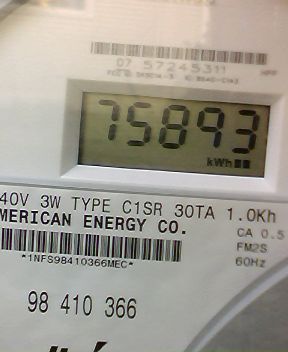 07 57245311
75893
kWh
40V 3W TYPE C1SR 30TA 1.0Kh
MERICAN ENERGY CO.
CA 0.5
FM2S
*1NFS98410366MEC*
60Hz
98 410 366